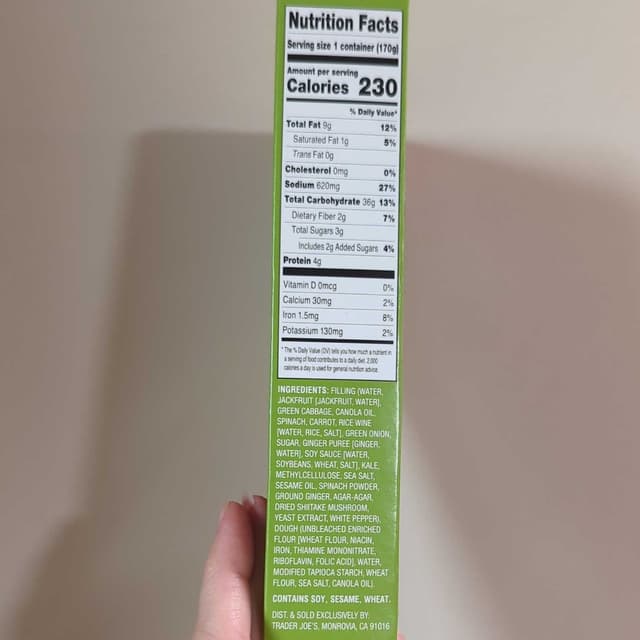 Nutrition Facts
Serving size 1 container (170g)
Amount per serving
Calories 230
% Daily Value*
Total Fat 9g 12%
Saturated Fat 1g 5%
Trans Fat 0g
Cholesterol 0mg 0%
Sodium 620mg 27%
Total Carbohydrate 36g 13%
Dietary Fiber 2g 7%
Total Sugars 3g
Includes 2g Added Sugars 4%
Protein 4g
Vitamin D 0mcg 0%
Calcium 30mg 2%
Iron 1.5mg 8%
Potassium 130mg 2%
* The % Daily Value (DV) tells you how much a nutrient in
a serving of food contributes to a daily diet. 2,000
calories a day is used for general nutrition advice.
INGREDIENTS: FILLING (WATER,
JACKFRUIT [JACKFRUIT, WATER],
GREEN CABBAGE, CANOLA OIL,
SPINACH, CARROT, RICE WINE
[WATER, RICE, SALT], GREEN ONION,
SUGAR, GINGER PUREE [GINGER,
WATER], SOY SAUCE [WATER,
SOYBEANS, WHEAT, SALT], KALE,
METHYLCELLULOSE, SEA SALT,
SESAME OIL, SPINACH POWDER,
GROUND GINGER, AGAR-AGAR,
DRIED SHIITAKE MUSHROOM,
YEAST EXTRACT, WHITE PEPPER),
DOUGH (UNBLEACHED ENRICHED
FLOUR [WHEAT FLOUR, NIACIN,
IRON, THIAMINE MONONITRATE,
RIBOFLAVIN, FOLIC ACID], WATER,
MODIFIED TAPIOCA STARCH, WHEAT
FLOUR, SEA SALT, CANOLA OIL).
CONTAINS SOY, SESAME, WHEAT.
DIST. & SOLD EXCLUSIVELY BY:
TRADER JOE'S, MONROVIA, CA 91016